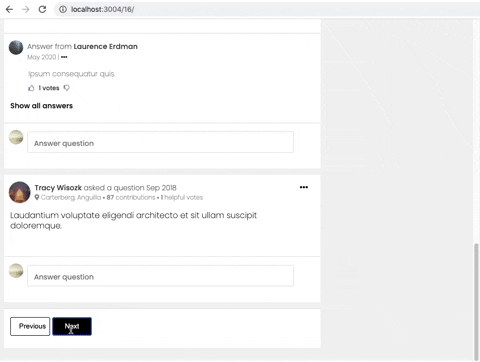 localhost:3004/16/
Answer from Laurence Erdman
May 2020 | •••
Ipsum consequatur quis.
1 votes
Show all answers
Answer question
Tracy Wisozk asked a question Sep 2018
•••
Carterberg, Anguilla • 87 contributions • 1 helpful votes
Laudantium voluptate eligendi architecto et sit ullam suscipit
doloremque.
Answer question
Previous
Next